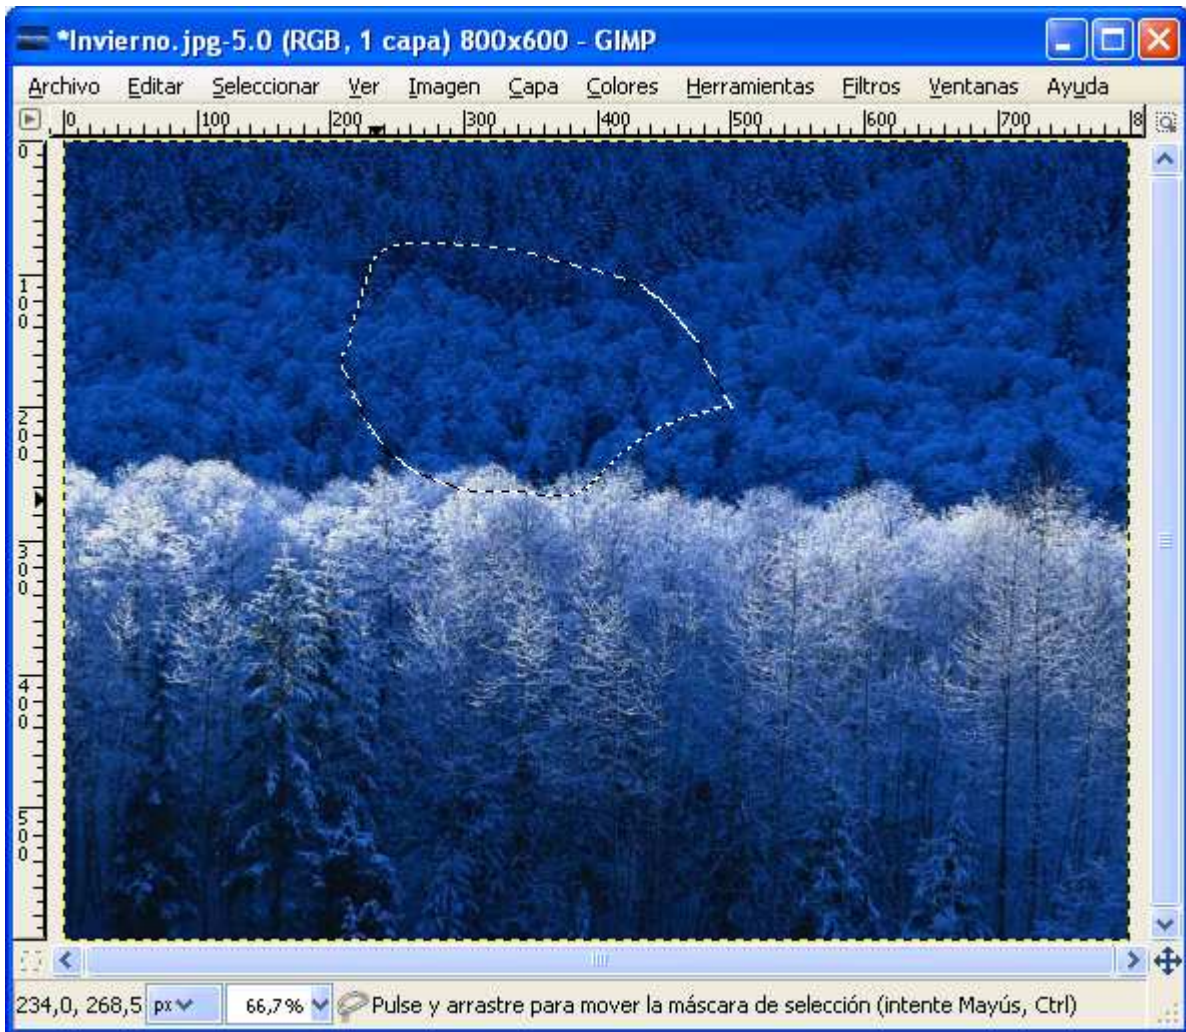 *Invierno.jpg-5.0 (RGB, 1 capa) 800x600 - GIMP
Archivo Editar Seleccionar Ver Imagen Capa Colores Herramientas Filtros Ventanas Ayuda
0 100 200 300 400 500 600 700 8
0
100
200
300
400
500
234,0, 268,5 px 66,7% Pulse y arrastre para mover la máscara de selección (intente Mayús, Ctrl)